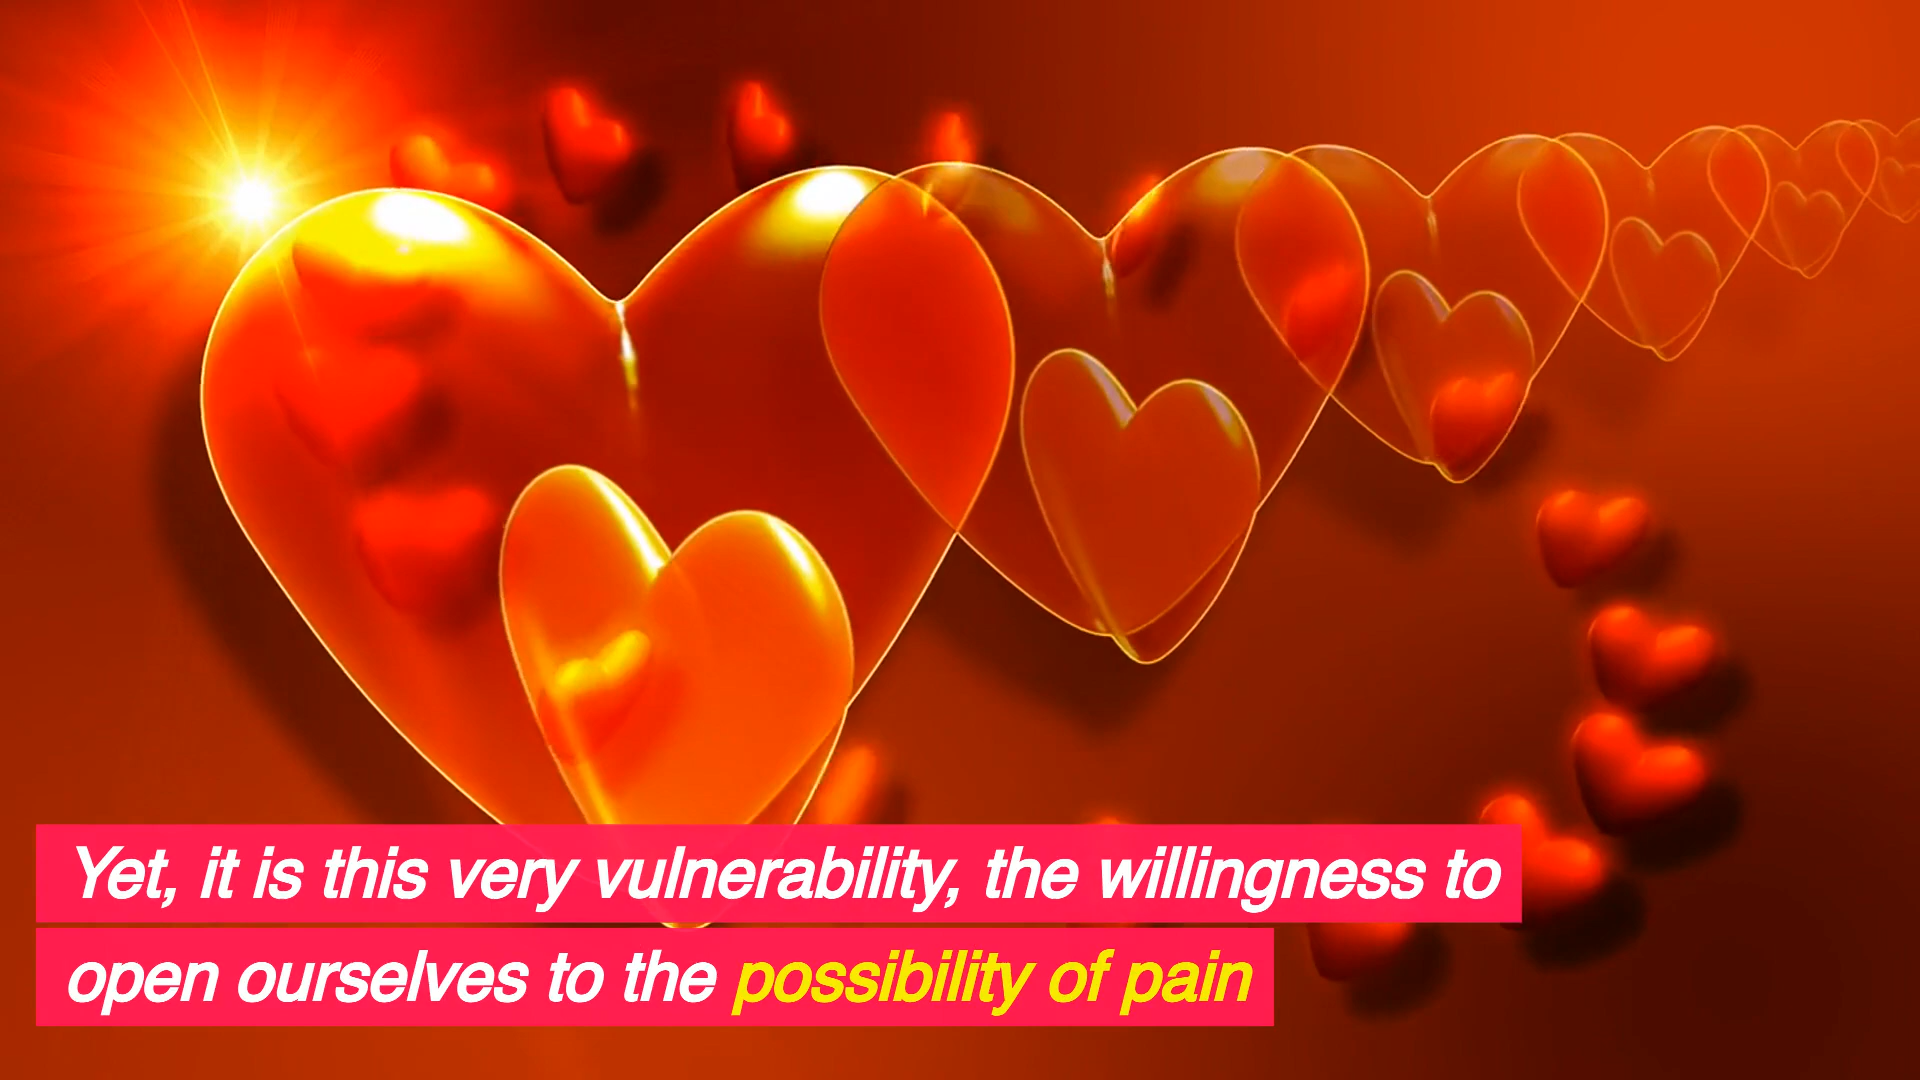 Yet, it is this very vulnerability, the willingness to
open ourselves to the possibility of pain